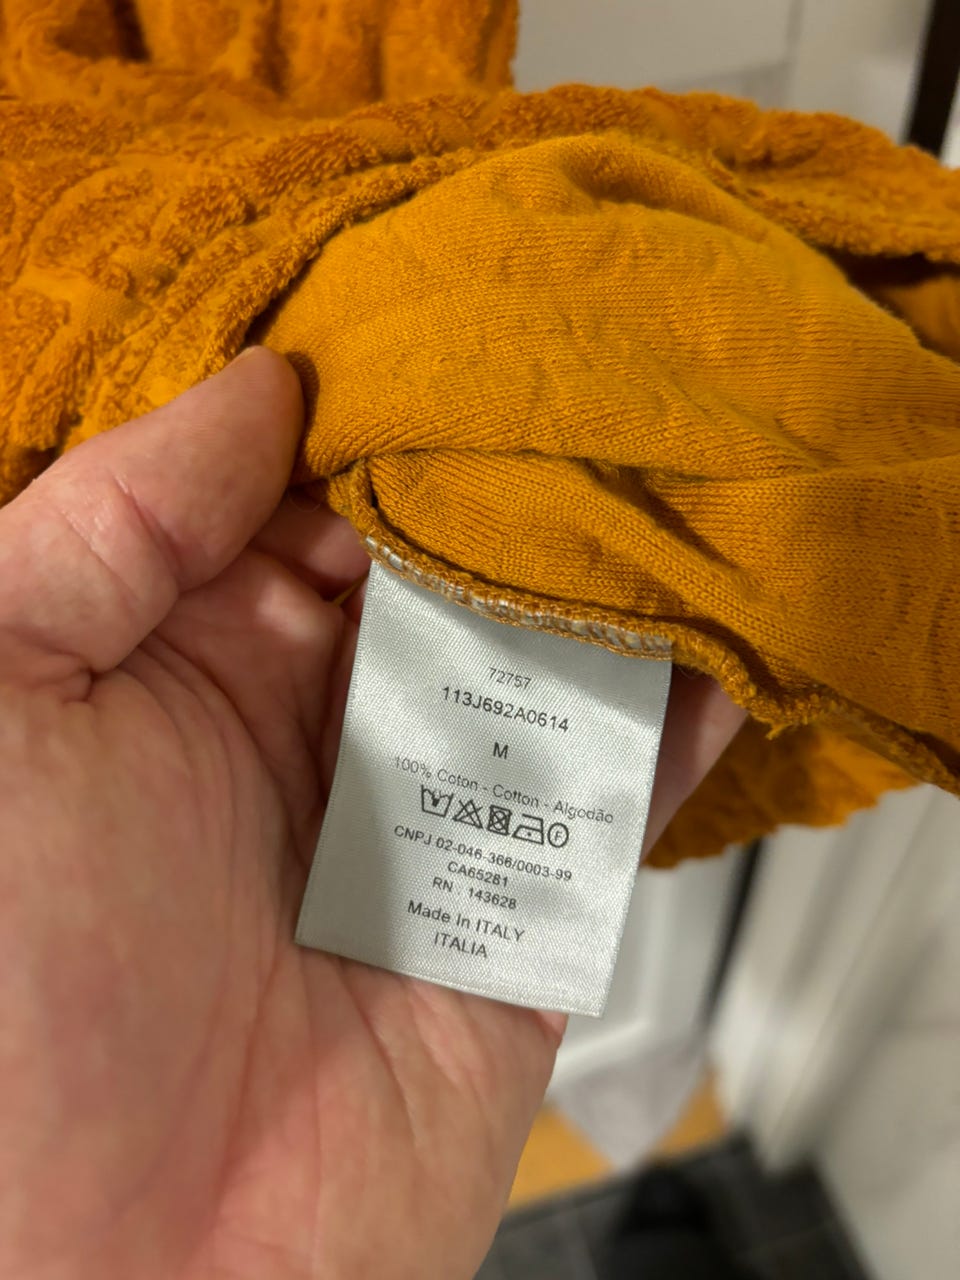 72757
113J692A0614
M
100% Coton - Cotton - Algodão
CNPJ 02-046-366/0003-99
CA65281
RN 143628
Made In ITALY
ITALIA